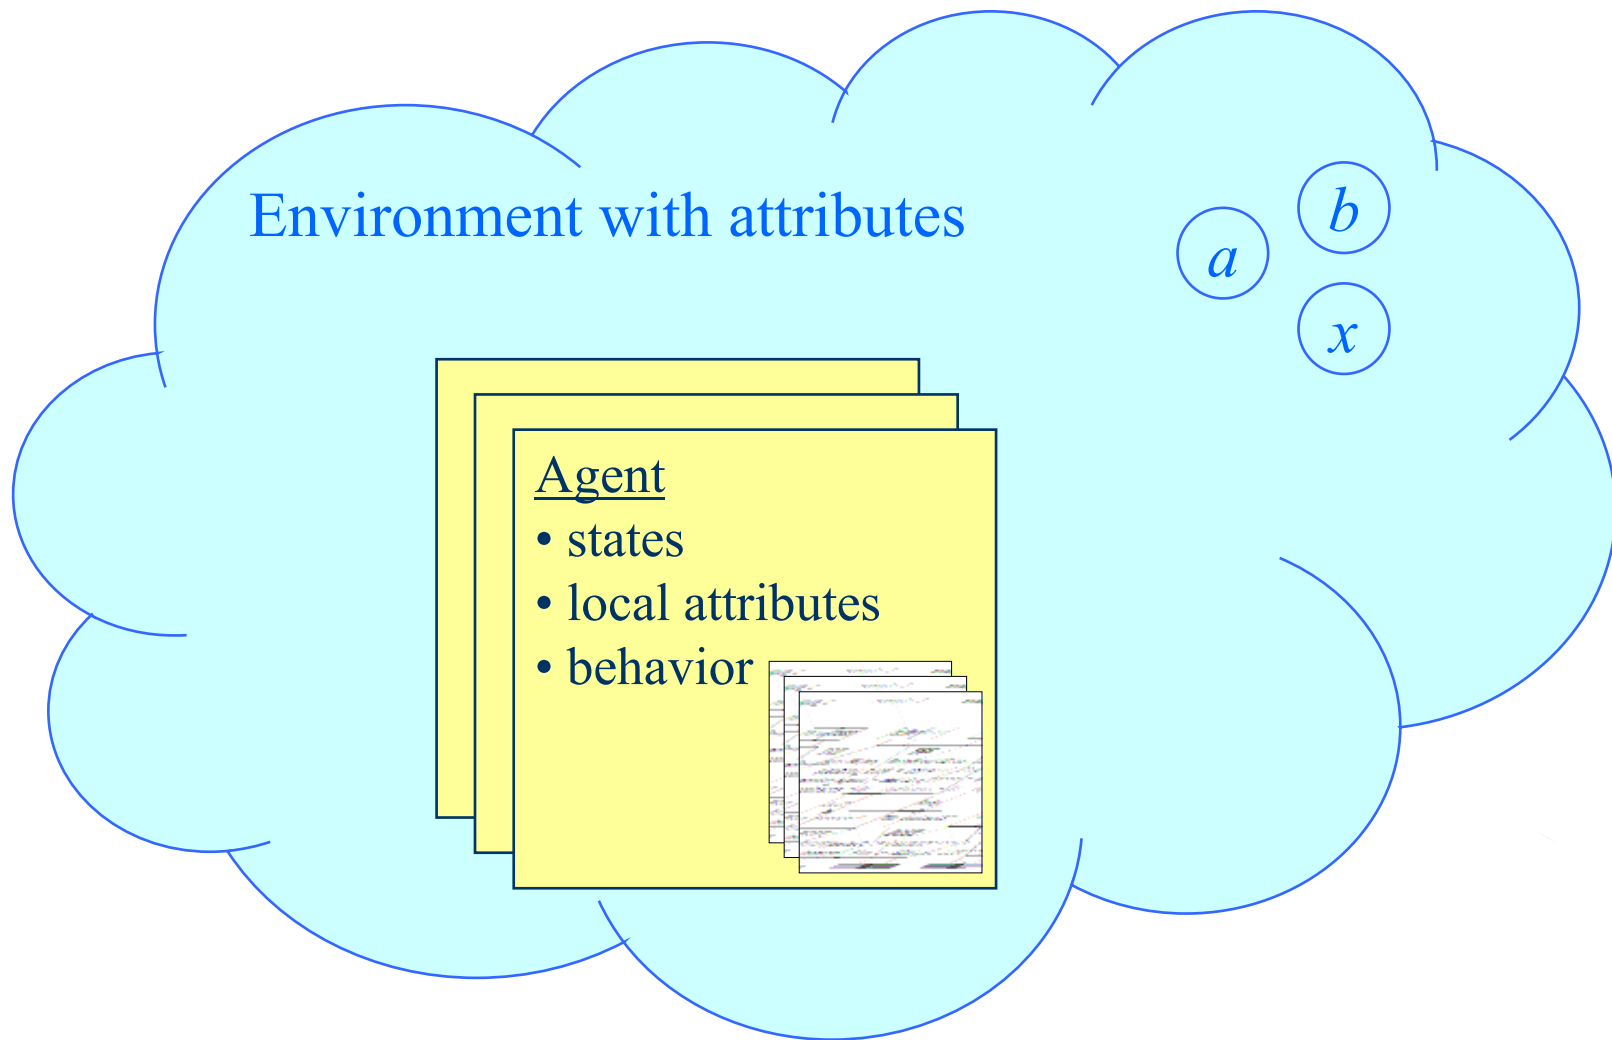 Environment with attributes
a
b
x
Agent
• states
• local attributes
• behavior